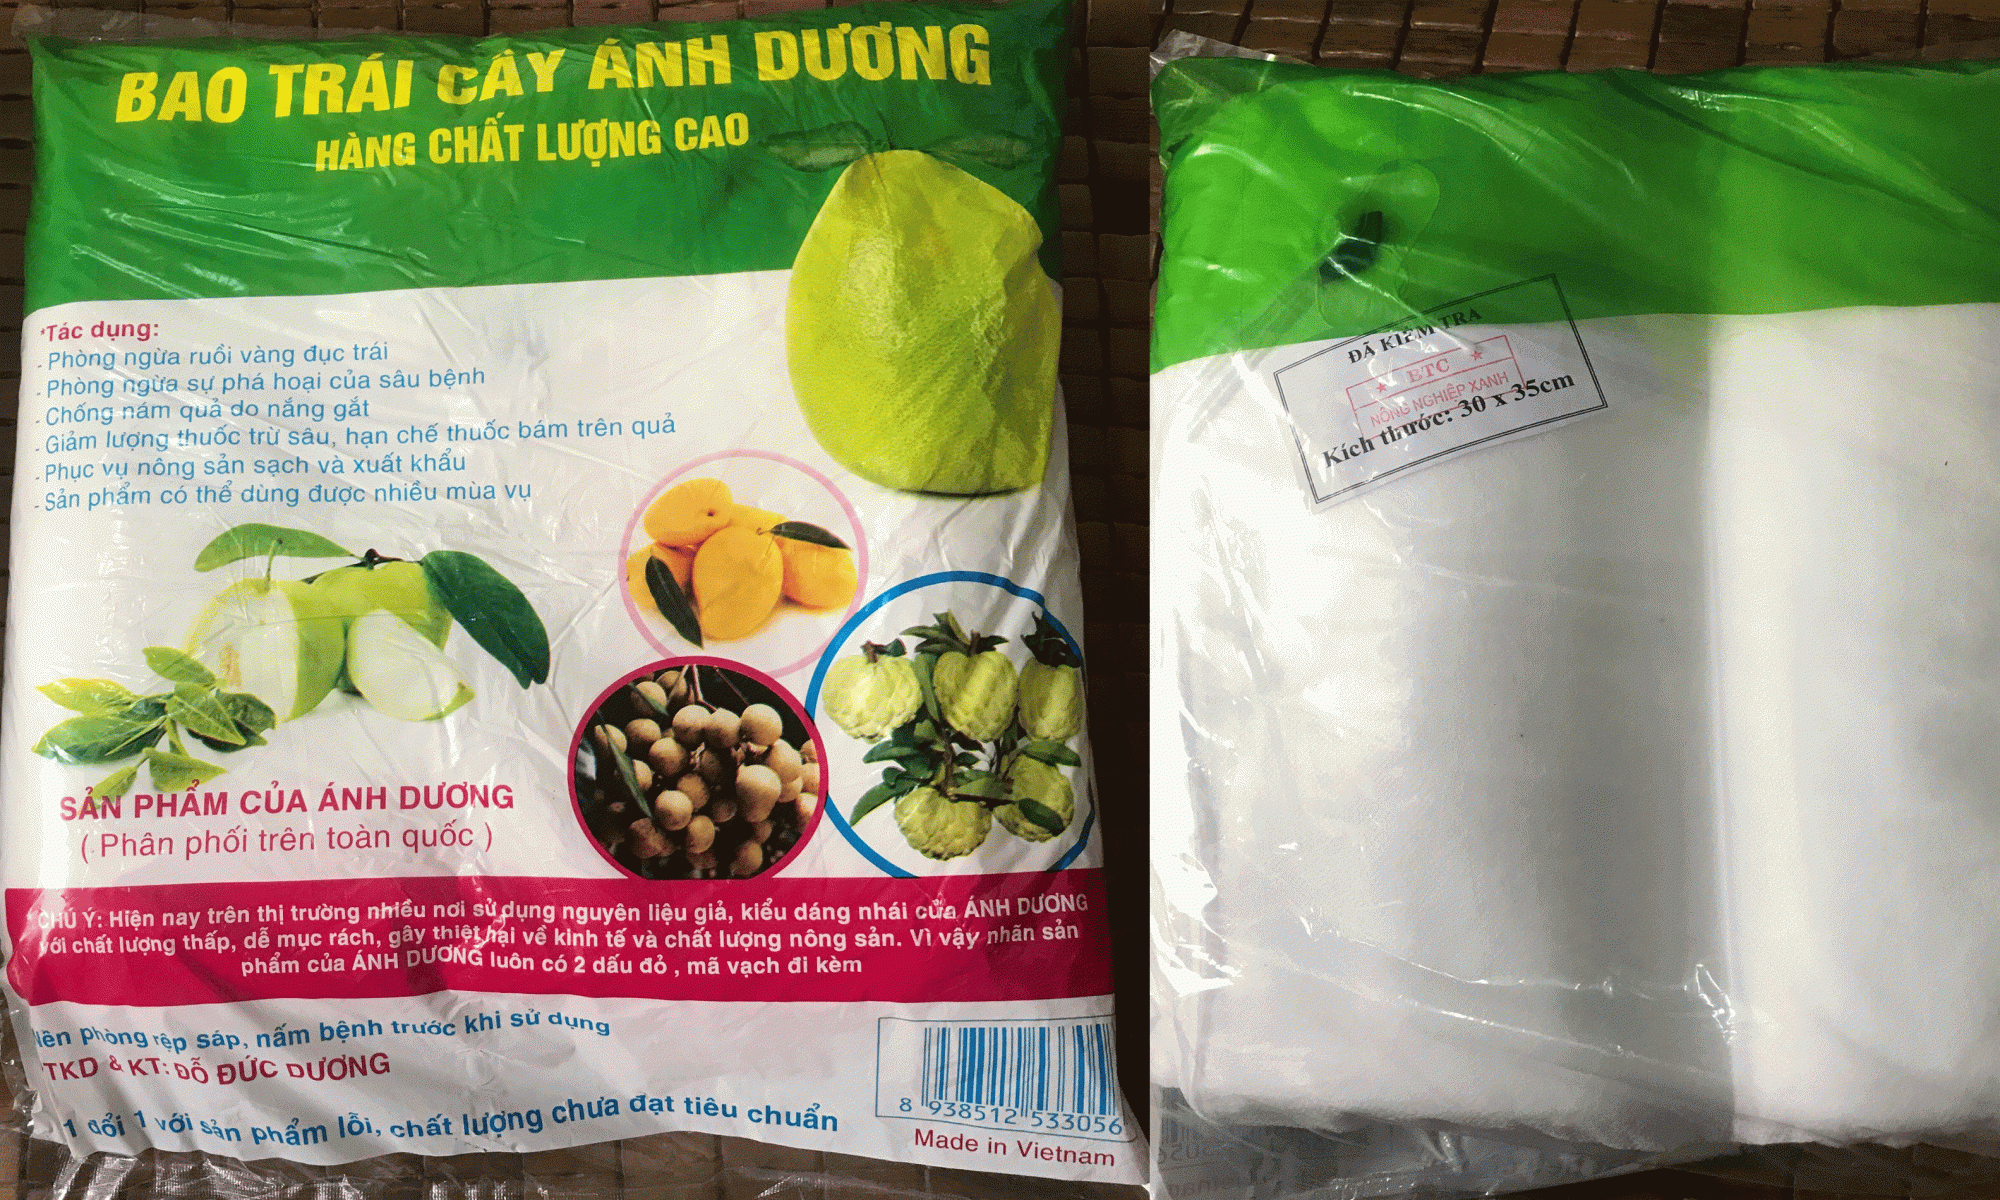 BAO TRÁI CÂY ÁNH DƯƠNG
HÀNG CHẤT LƯỢNG CAO
*Tác dụng:
- Phòng ngừa ruồi vàng đục trái
- Phòng ngừa sự phá hoại của sâu bệnh
- Chống nám quả do nắng gắt
- Giảm lượng thuốc trừ sâu, hạn chế thuốc bám trên quả
- Phục vụ nông sản sạch và xuất khẩu
- Sản phẩm có thể dùng được nhiều mùa vụ
SẢN PHẨM CỦA ÁNH DƯƠNG
( Phân phối trên toàn quốc )
* CHÚ Ý: Hiện nay trên thị trường nhiều nơi sử dụng nguyên liệu giả, kiểu dáng nhái của ÁNH DƯƠNG
với chất lượng thấp, dễ mục rách, gây thiệt hại về kinh tế và chất lượng nông sản. Vì vậy nhãn sản
phẩm của ÁNH DƯƠNG luôn có 2 dấu đỏ , mã vạch đi kèm
Nên phòng rệp sáp, nấm bệnh trước khi sử dụng
TKD & KT: ĐỖ ĐỨC DƯƠNG
1 đổi 1 với sản phẩm lỗi, chất lượng chưa đạt tiêu chuẩn
8 938512 533056
Made in Vietnam
ĐÃ KIỂM TRA
★ BTC ★
NÔNG NGHIỆP XANH
Kích thước: 30 x 35cm